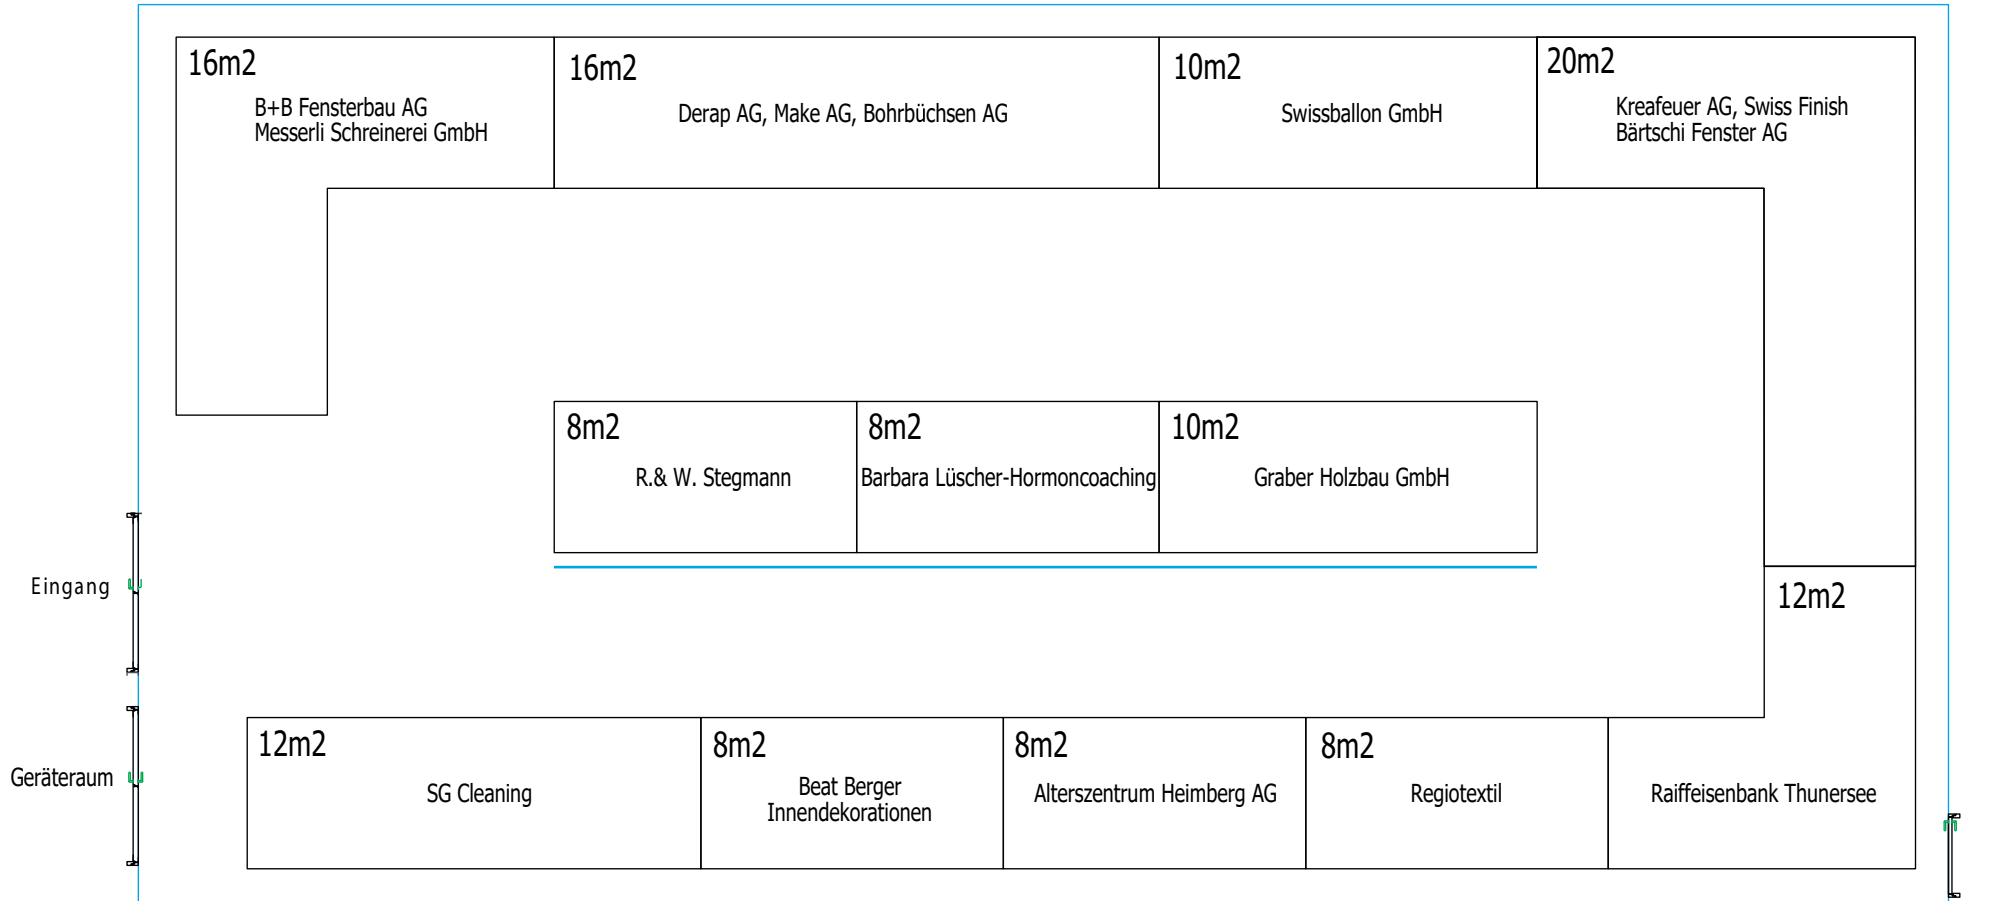 16m2
B+B Fensterbau AG
Messerli Schreinerei GmbH
16m2
Derap AG, Make AG, Bohrbüchsen AG
10m2
Swissballon GmbH
20m2
Kreafeuer AG, Swiss Finish
Bärtschi Fenster AG
8m2
R.& W. Stegmann
8m2
Barbara Lüscher-Hormoncoaching
10m2
Graber Holzbau GmbH
Eingang
12m2
Geräteraum
12m2
SG Cleaning
8m2
Beat Berger
Innendekorationen
8m2
Alterszentrum Heimberg AG
8m2
Regiotextil
Raiffeisenbank Thunersee